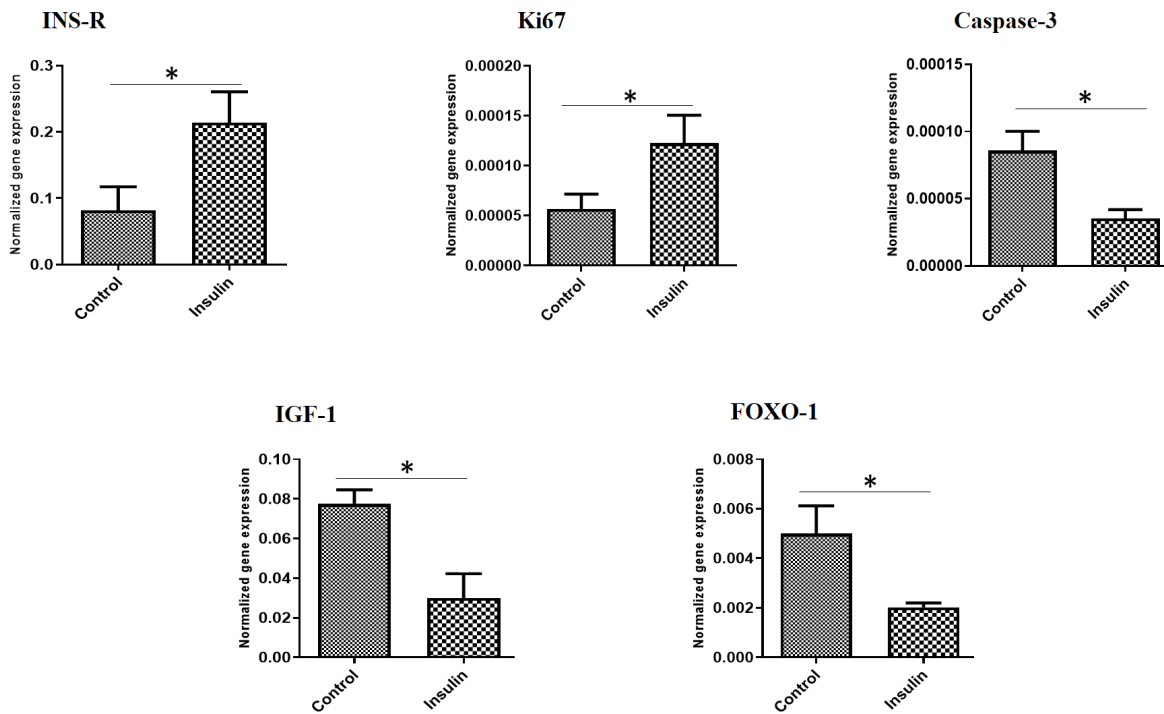 INS-R
Normalized gene expression
0.3
0.2
0.1
0.0
*
Control
Insulin
Ki67
Normalized gene expression
0.00020
0.00015
0.00010
0.00005
0.00000
*
Control
Insulin
Caspase-3
Normalized gene expression
0.00015
0.00010
0.00005
0.00000
*
Control
Insulin
IGF-1
Normalized gene expression
0.10
0.08
0.06
0.04
0.02
0.00
*
Control
Insulin
FOXO-1
Normalized gene expression
0.008
0.006
0.004
0.002
0.000
*
Control
Insulin